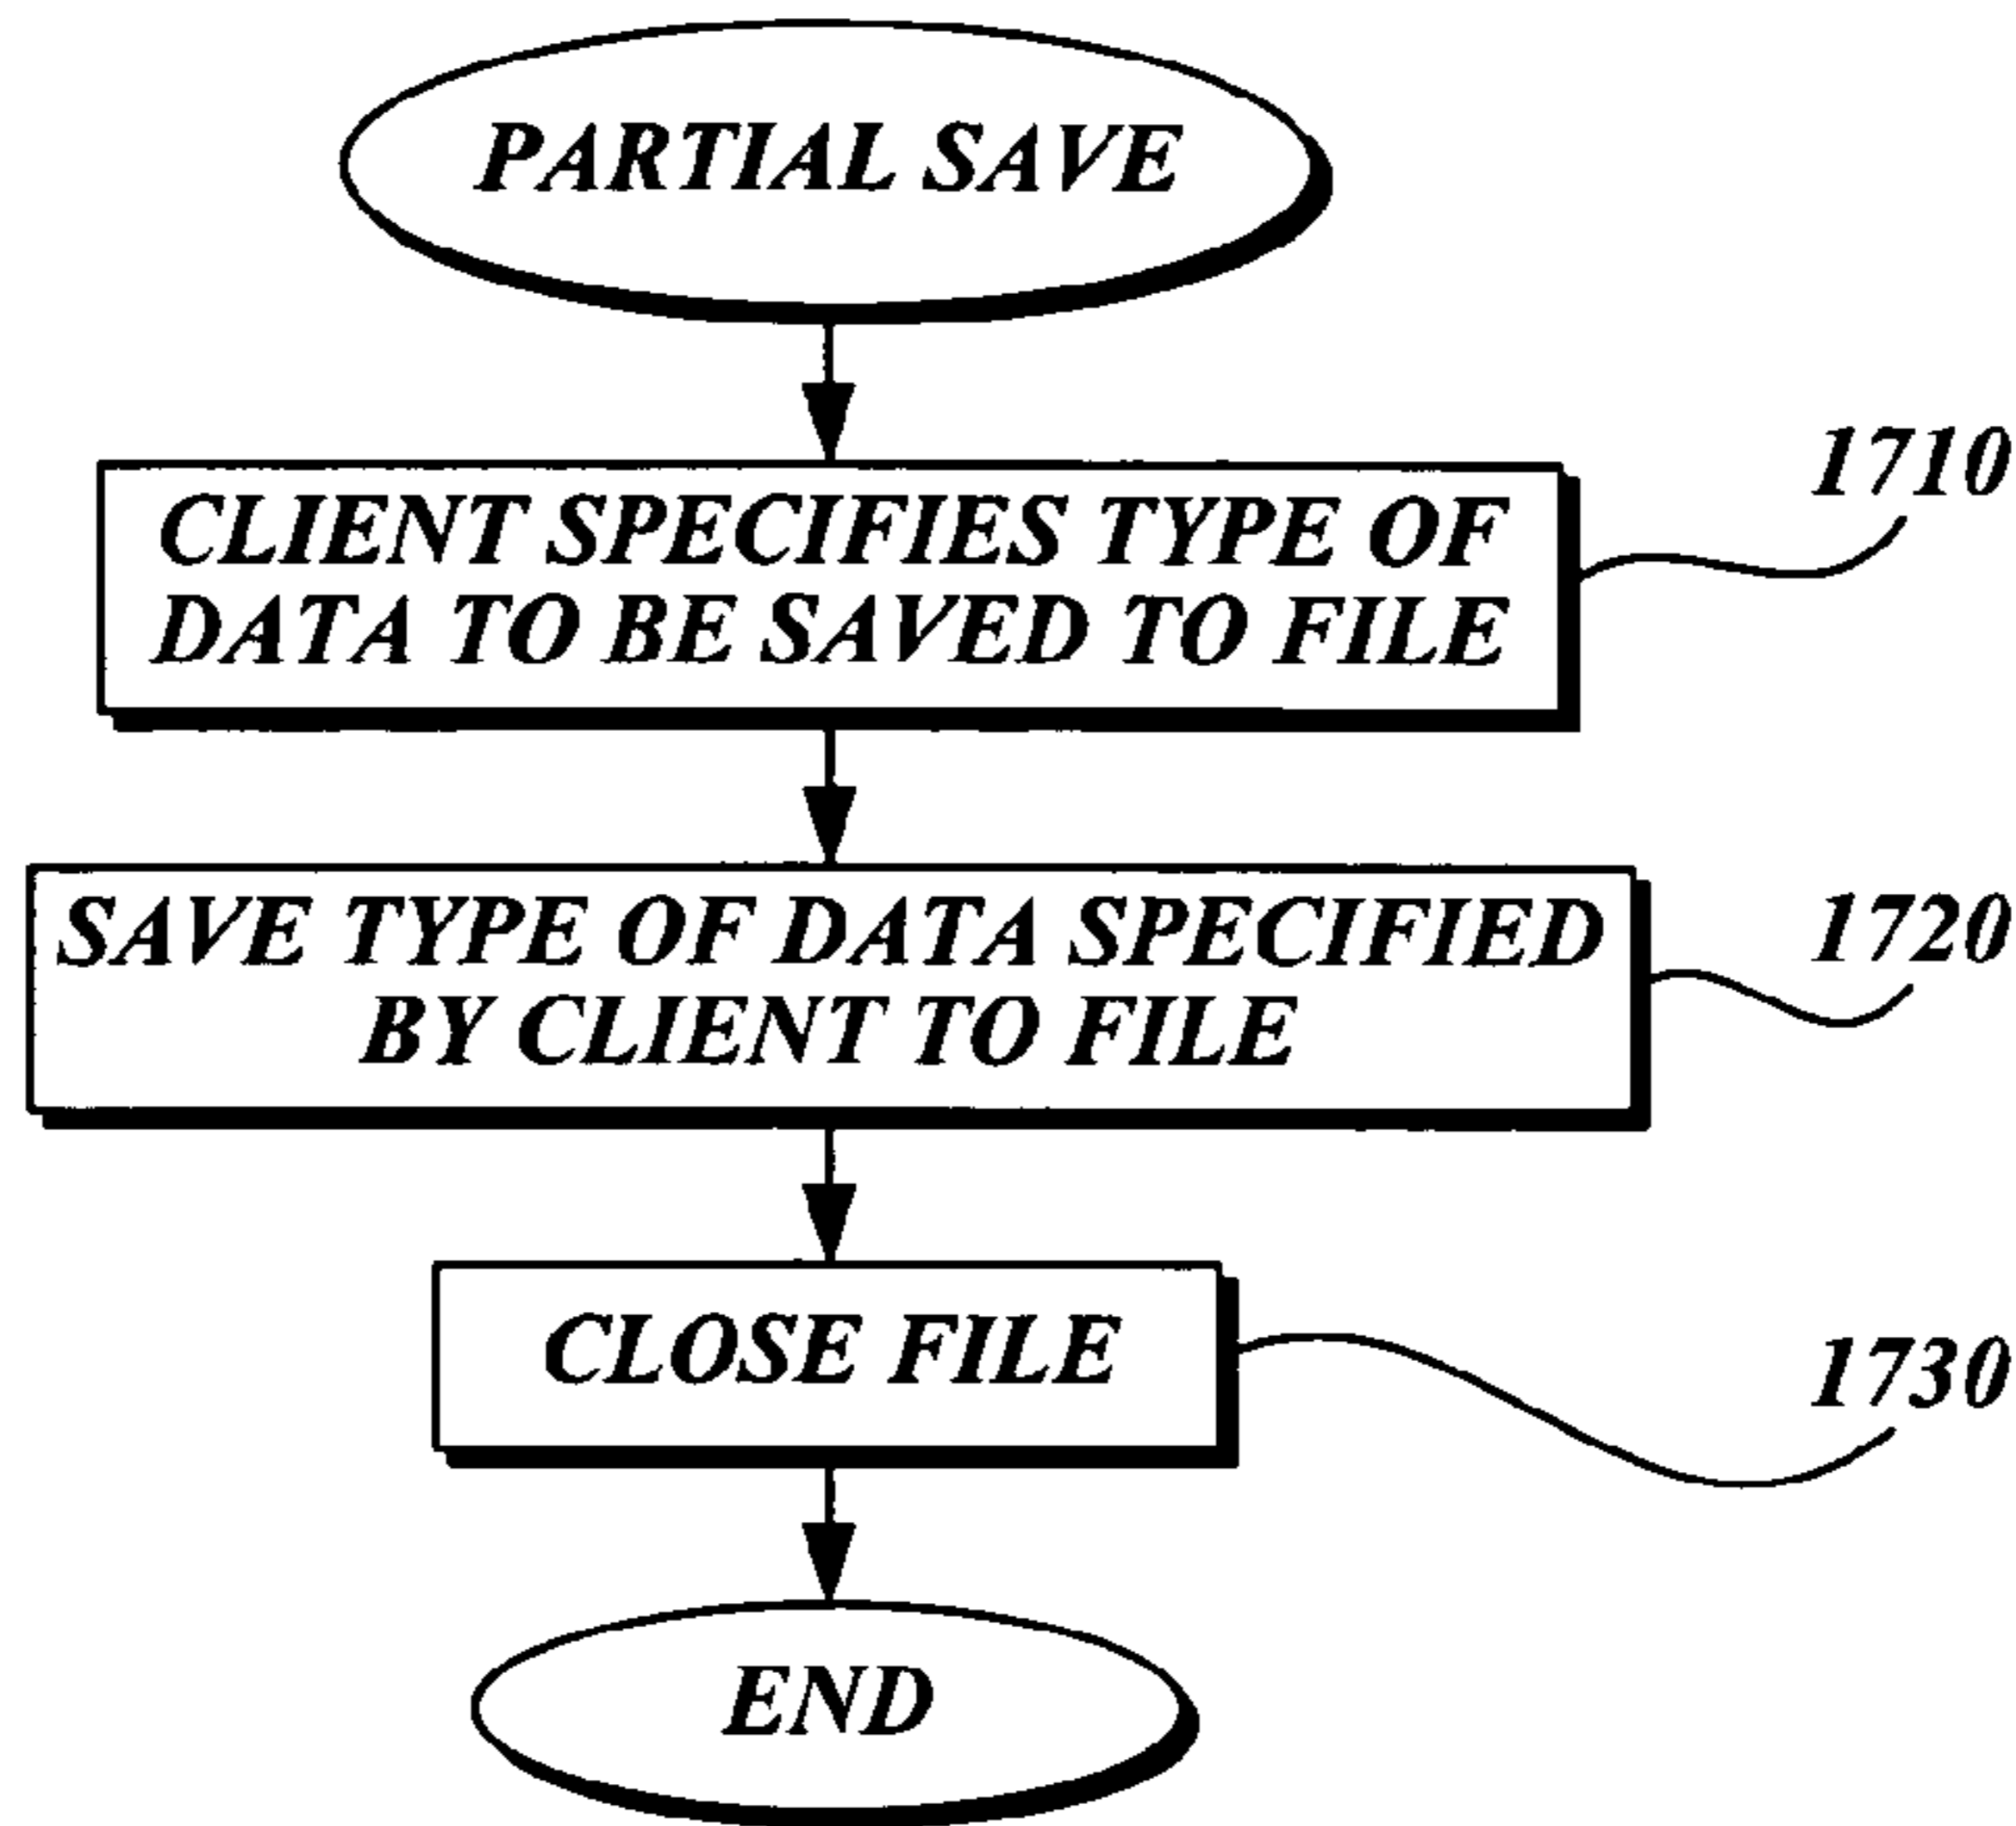 PARTIAL SAVE
1710
CLIENT SPECIFIES TYPE OF
DATA TO BE SAVED TO FILE
1720
SAVE TYPE OF DATA SPECIFIED
BY CLIENT TO FILE
CLOSE FILE
1730
END